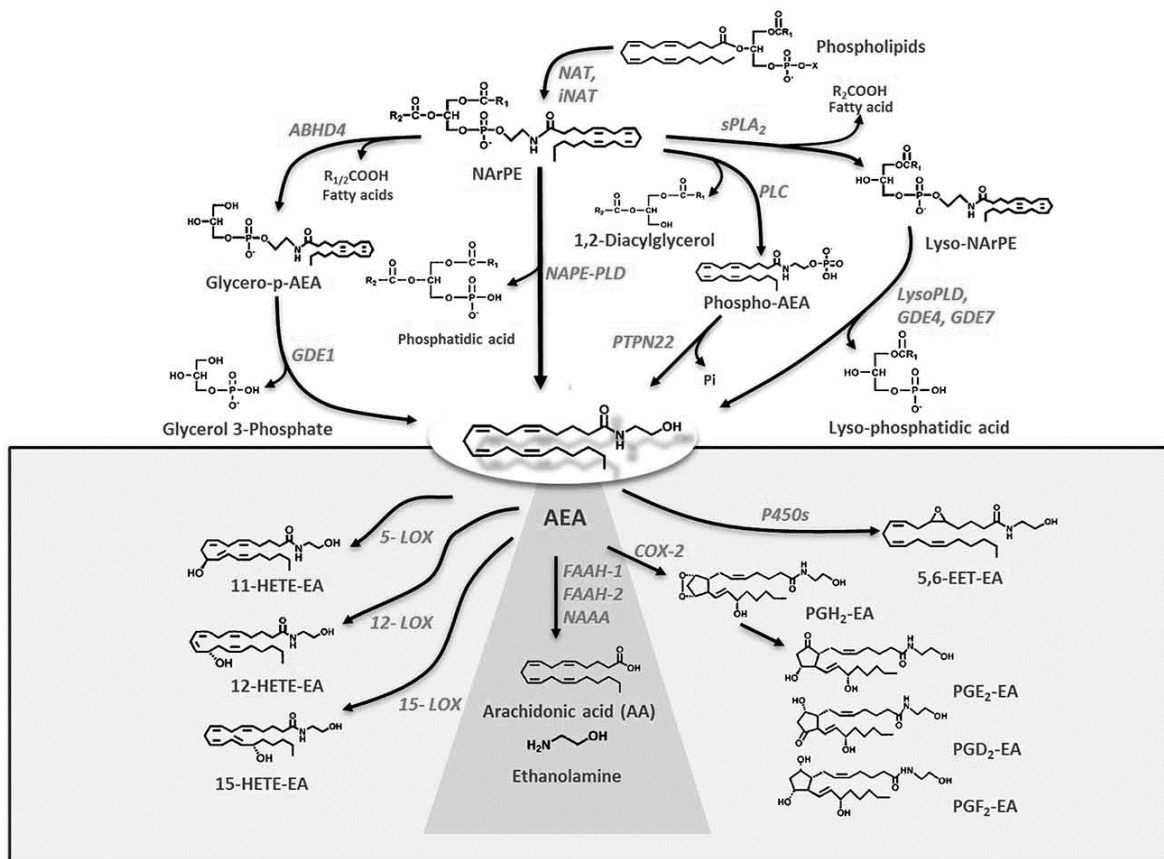 Phospholipids
NAT,
iNAT
R2COOH
Fatty acid
sPLA2
ABHD4
R1/2COOH
Fatty acids
NArPE
PLC
1,2-Diacylglycerol
Lyso-NArPE
Glycero-p-AEA
NAPE-PLD
Phospho-AEA
LysoPLD,
GDE4, GDE7
Phosphatidic acid
PTPN22
Pi
GDE1
Glycerol 3-Phosphate
Lyso-phosphatidic acid
AEA
5- LOX
11-HETE-EA
12- LOX
12-HETE-EA
15- LOX
15-HETE-EA
FAAH-1
FAAH-2
NAAA
Arachidonic acid (AA)
H2N OH
Ethanolamine
COX-2
P450s
5,6-EET-EA
PGH2-EA
PGE2-EA
PGD2-EA
PGF2-EA